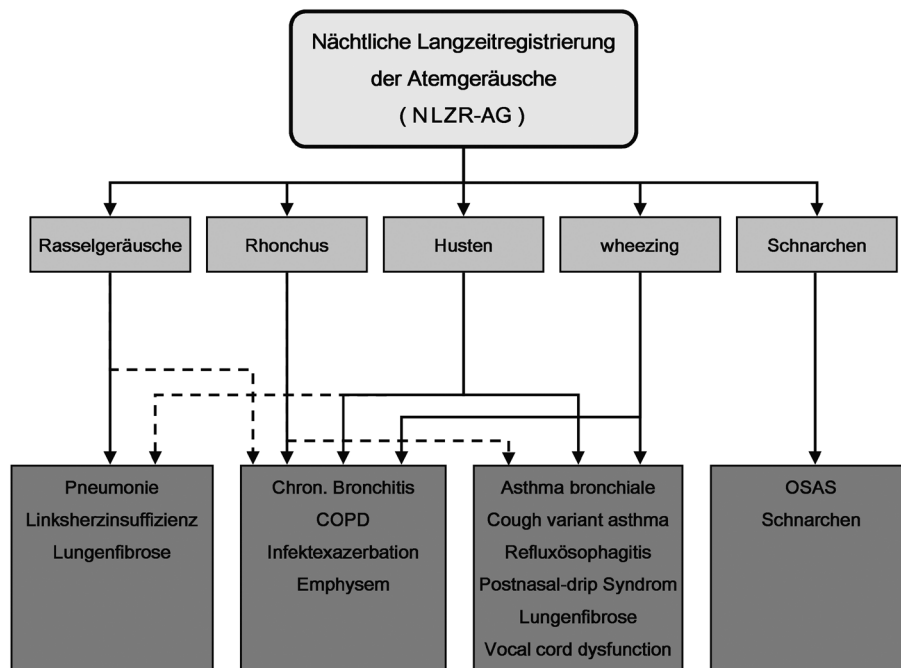 Nächtliche Langzeitregistrierung
der Atemgeräusche
( NLZR-AG )
Rasselgeräusche
Rhonchus
Husten
wheezing
Schnarchen
Pneumonie
Linksherzinsuffizienz
Lungenfibrose
Chron. Bronchitis
COPD
Infektexazerbation
Emphysem
Asthma bronchiale
Cough variant asthma
Refluxösophagitis
Postnasal-drip Syndrom
Lungenfibrose
Vocal cord dysfunction
OSAS
Schnarchen